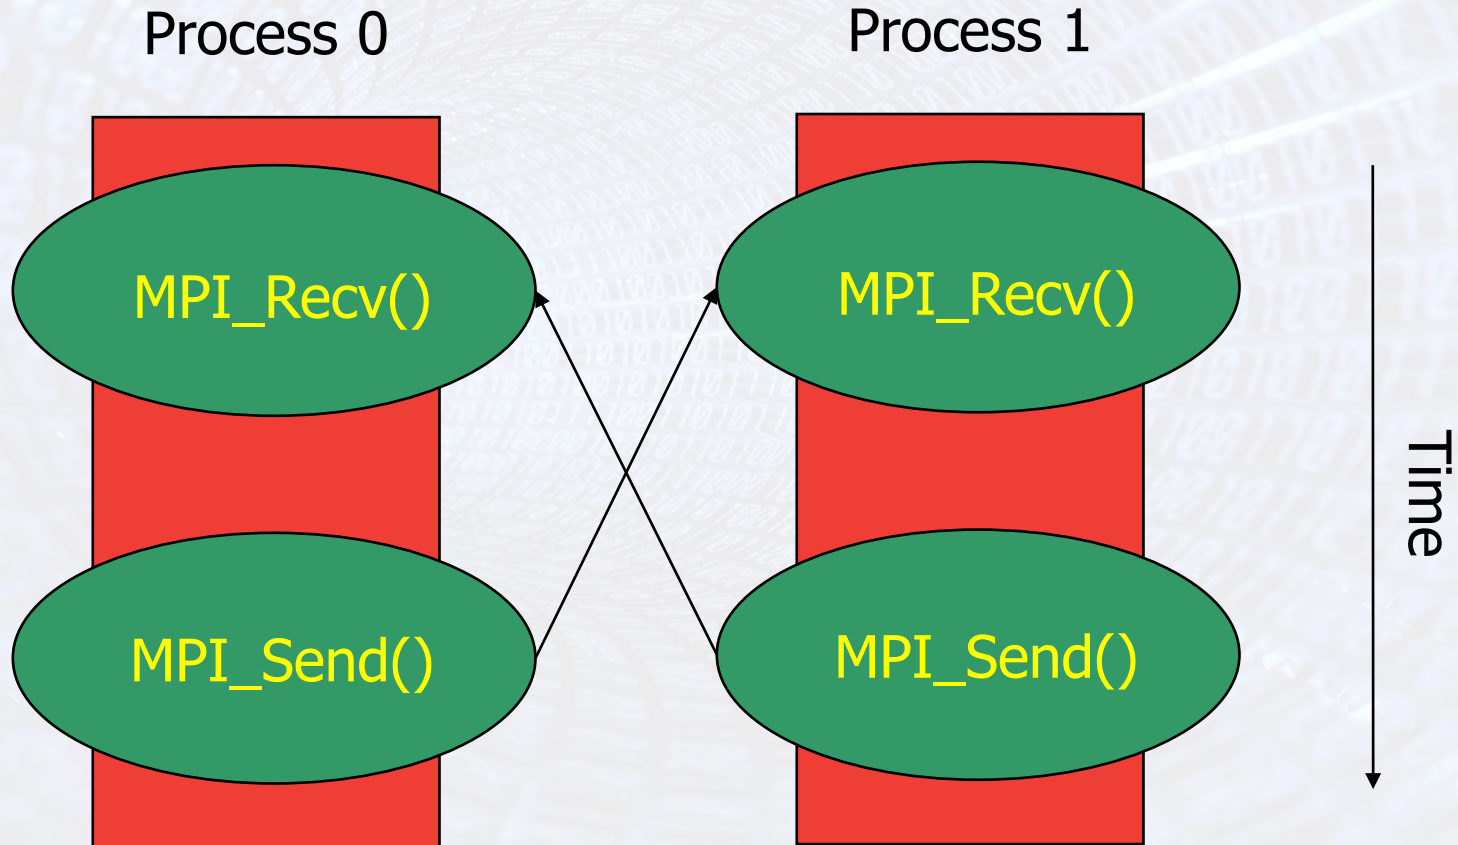 Process 0
Process 1
MPI_Recv()
MPI_Recv()
Time
MPI_Send()
MPI_Send()